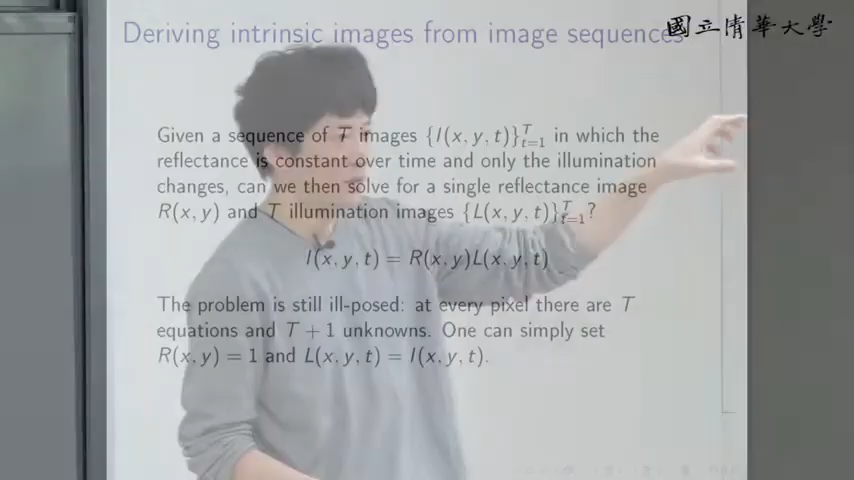 Deriving intrinsic images from image sequences
國立清華大學
Given a sequence of T images {I(x, y, t)}ᵀₜ₌₁ in which the
reflectance is constant over time and only the illumination
changes, can we then solve for a single reflectance image
R(x, y) and T illumination images {L(x, y, t)}ᵀₜ₌₁?
I(x, y, t) = R(x, y)L(x, y, t)
The problem is still ill-posed: at every pixel there are T
equations and T + 1 unknowns. One can simply set
R(x, y) = 1 and L(x, y, t) = I(x, y, t).